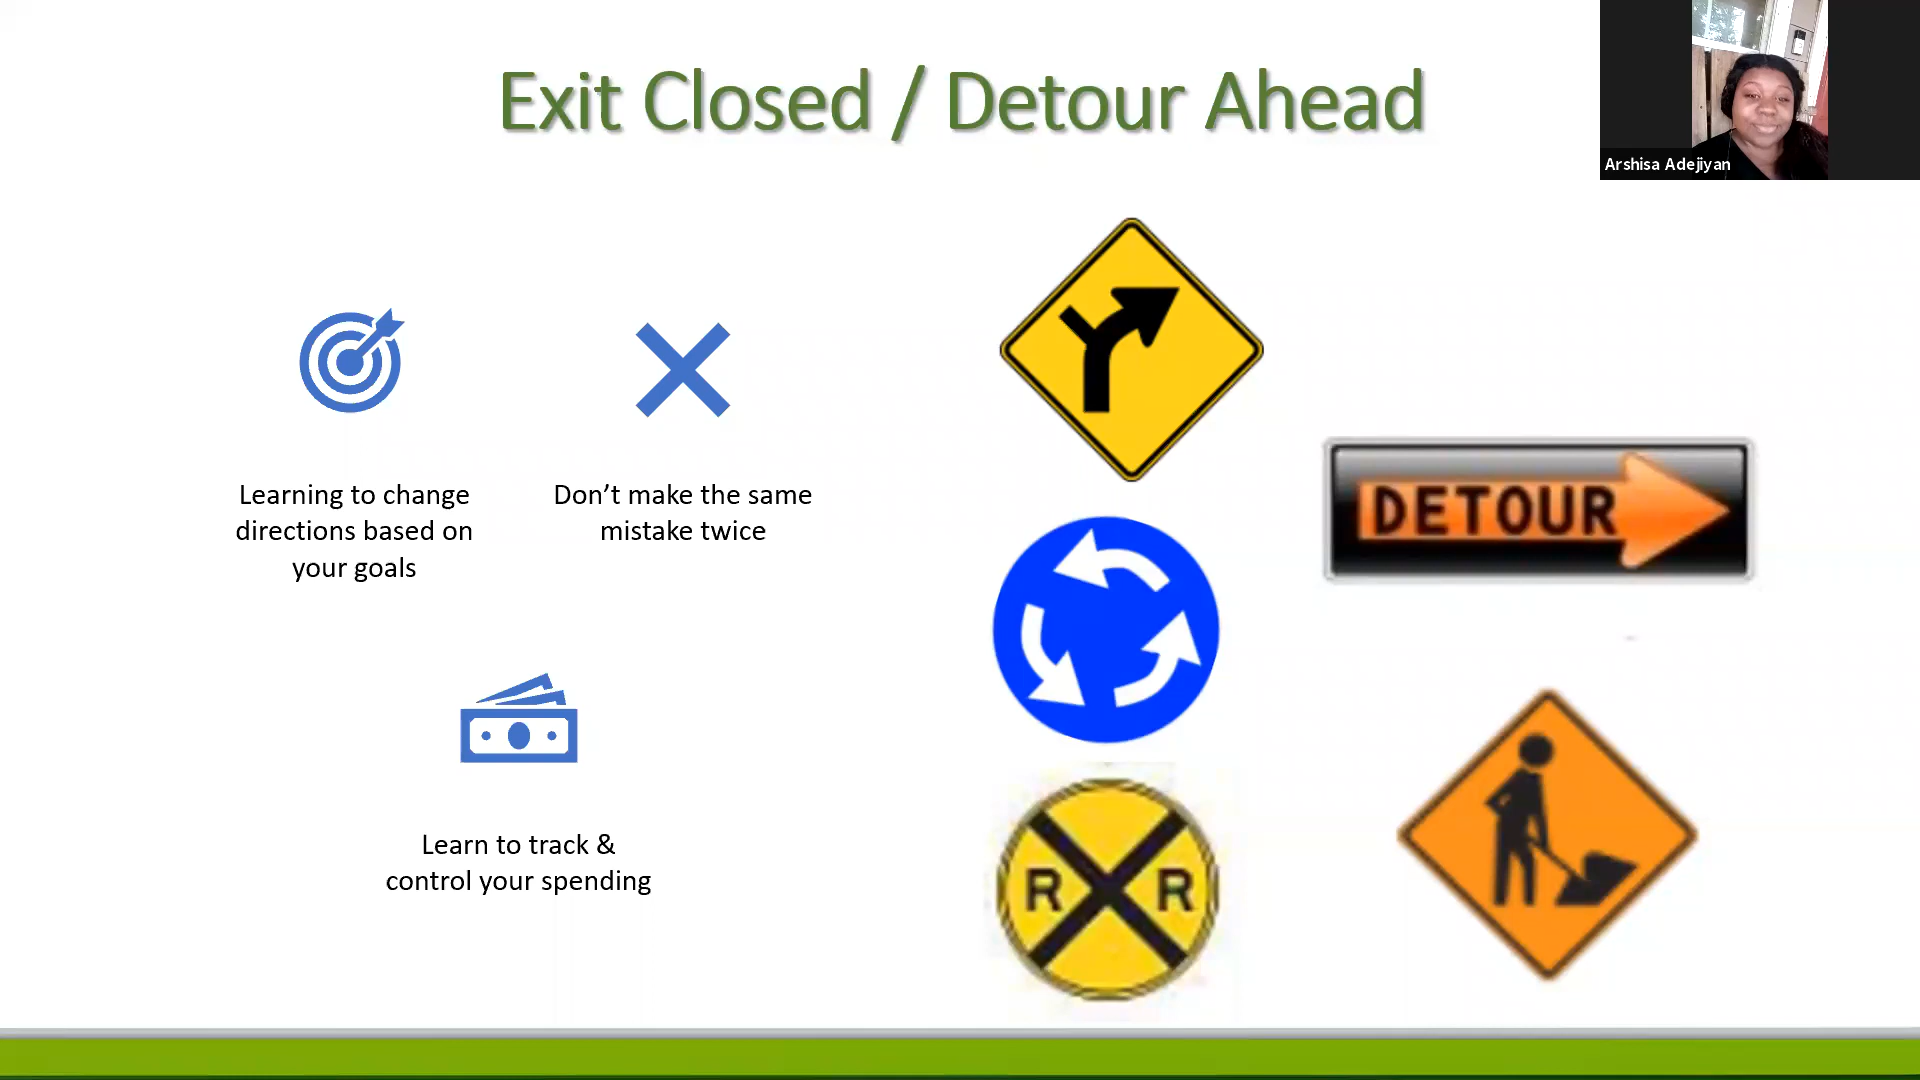 Exit Closed / Detour Ahead
Arshisa Adejiyan
Learning to change
directions based on
your goals
Don’t make the same
mistake twice
Learn to track &
control your spending
DETOUR
R R